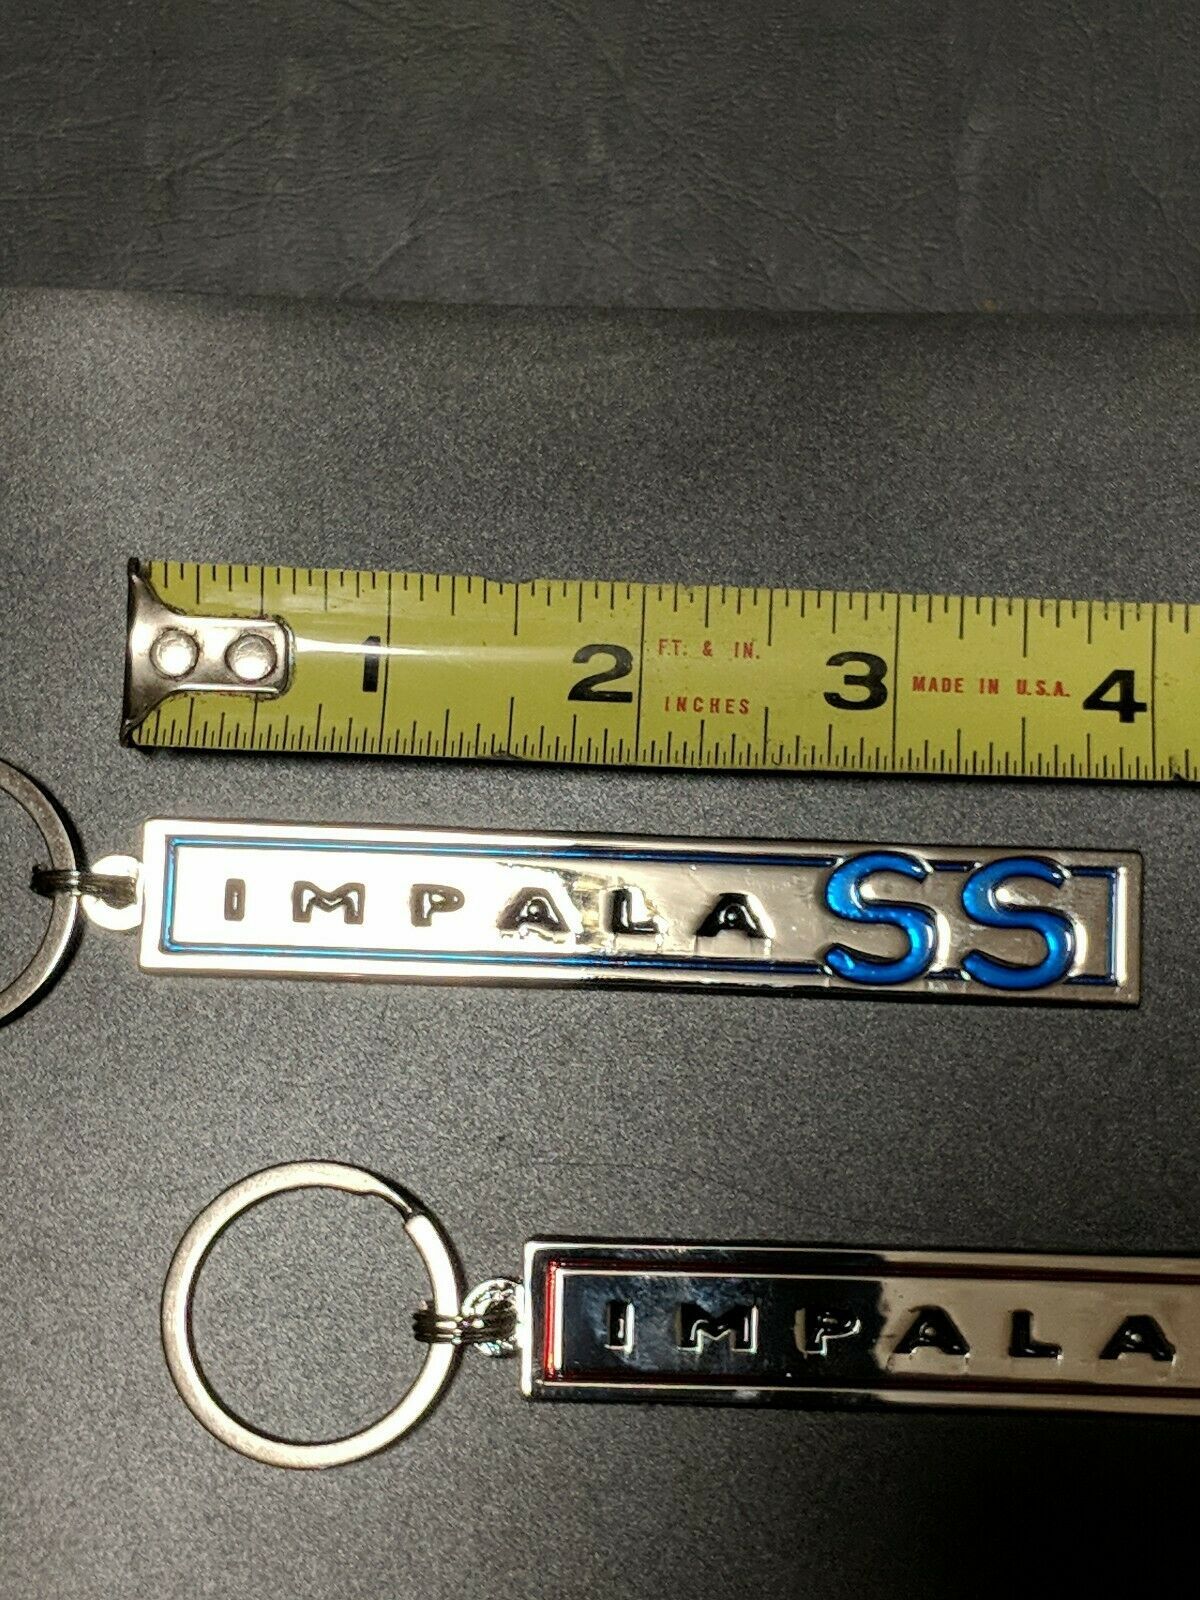 1 2 FT. & IN. 3 MADE IN U.S.A. 4
INCHES
IMPALA SS
IMPALA